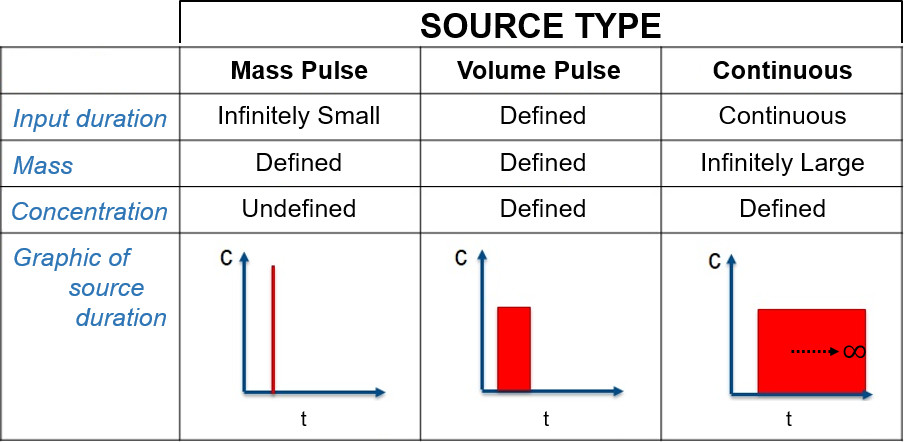 SOURCE TYPE
Mass Pulse Volume Pulse Continuous
Input duration Infinitely Small Defined Continuous
Mass Defined Defined Infinitely Large
Concentration Undefined Defined Defined
Graphic of
source
duration
C C C
∞
t t t